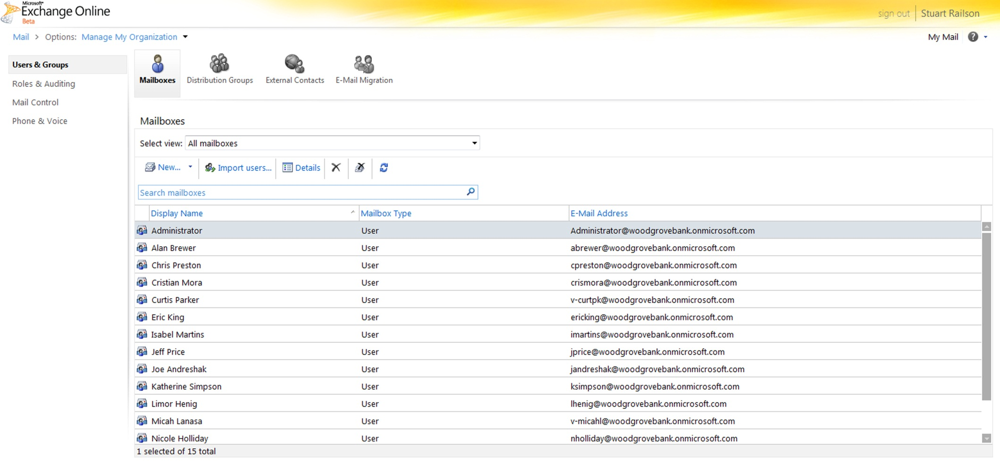 Microsoft®
Exchange Online
Beta
sign out | Stuart Railson
Mail > Options: Manage My Organization
My Mail ?
Users & Groups
Roles & Auditing
Mail Control
Phone & Voice
Mailboxes
Distribution Groups
External Contacts
E-Mail Migration
Mailboxes
Select view: All mailboxes
New... Import users... Details
Search mailboxes
Display Name Mailbox Type E-Mail Address
Administrator User Administrator@woodgrovebank.onmicrosoft.com
Alan Brewer User abrewer@woodgrovebank.onmicrosoft.com
Chris Preston User cpreston@woodgrovebank.onmicrosoft.com
Cristian Mora User crismora@woodgrovebank.onmicrosoft.com
Curtis Parker User v-curtpk@woodgrovebank.onmicrosoft.com
Eric King User ericking@woodgrovebank.onmicrosoft.com
Isabel Martins User imartins@woodgrovebank.onmicrosoft.com
Jeff Price User jprice@woodgrovebank.onmicrosoft.com
Joe Andreshak User jandreshak@woodgrovebank.onmicrosoft.com
Katherine Simpson User ksimpson@woodgrovebank.onmicrosoft.com
Limor Henig User lhenig@woodgrovebank.onmicrosoft.com
Micah Lanasa User v-micahl@woodgrovebank.onmicrosoft.com
Nicole Holliday User nholliday@woodgrovebank.onmicrosoft.com
1 selected of 15 total